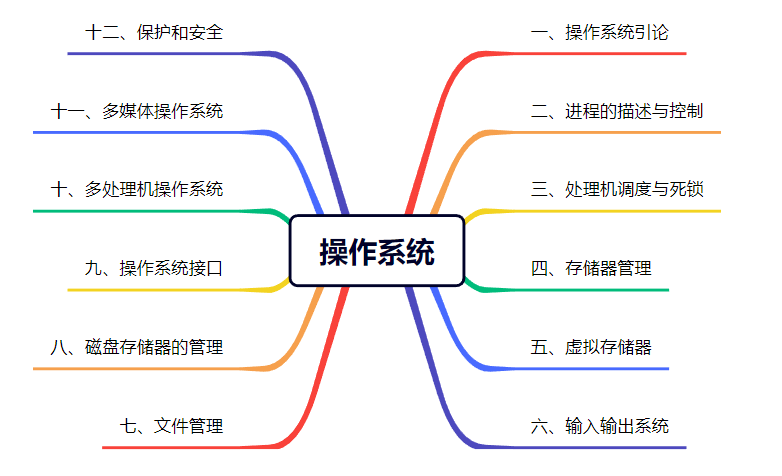 操作系统
一、操作系统引论
二、进程的描述与控制
三、处理机调度与死锁
四、存储器管理
五、虚拟存储器
六、输入输出系统
七、文件管理
八、磁盘存储器的管理
九、操作系统接口
十、多处理机操作系统
十一、多媒体操作系统
十二、保护和安全